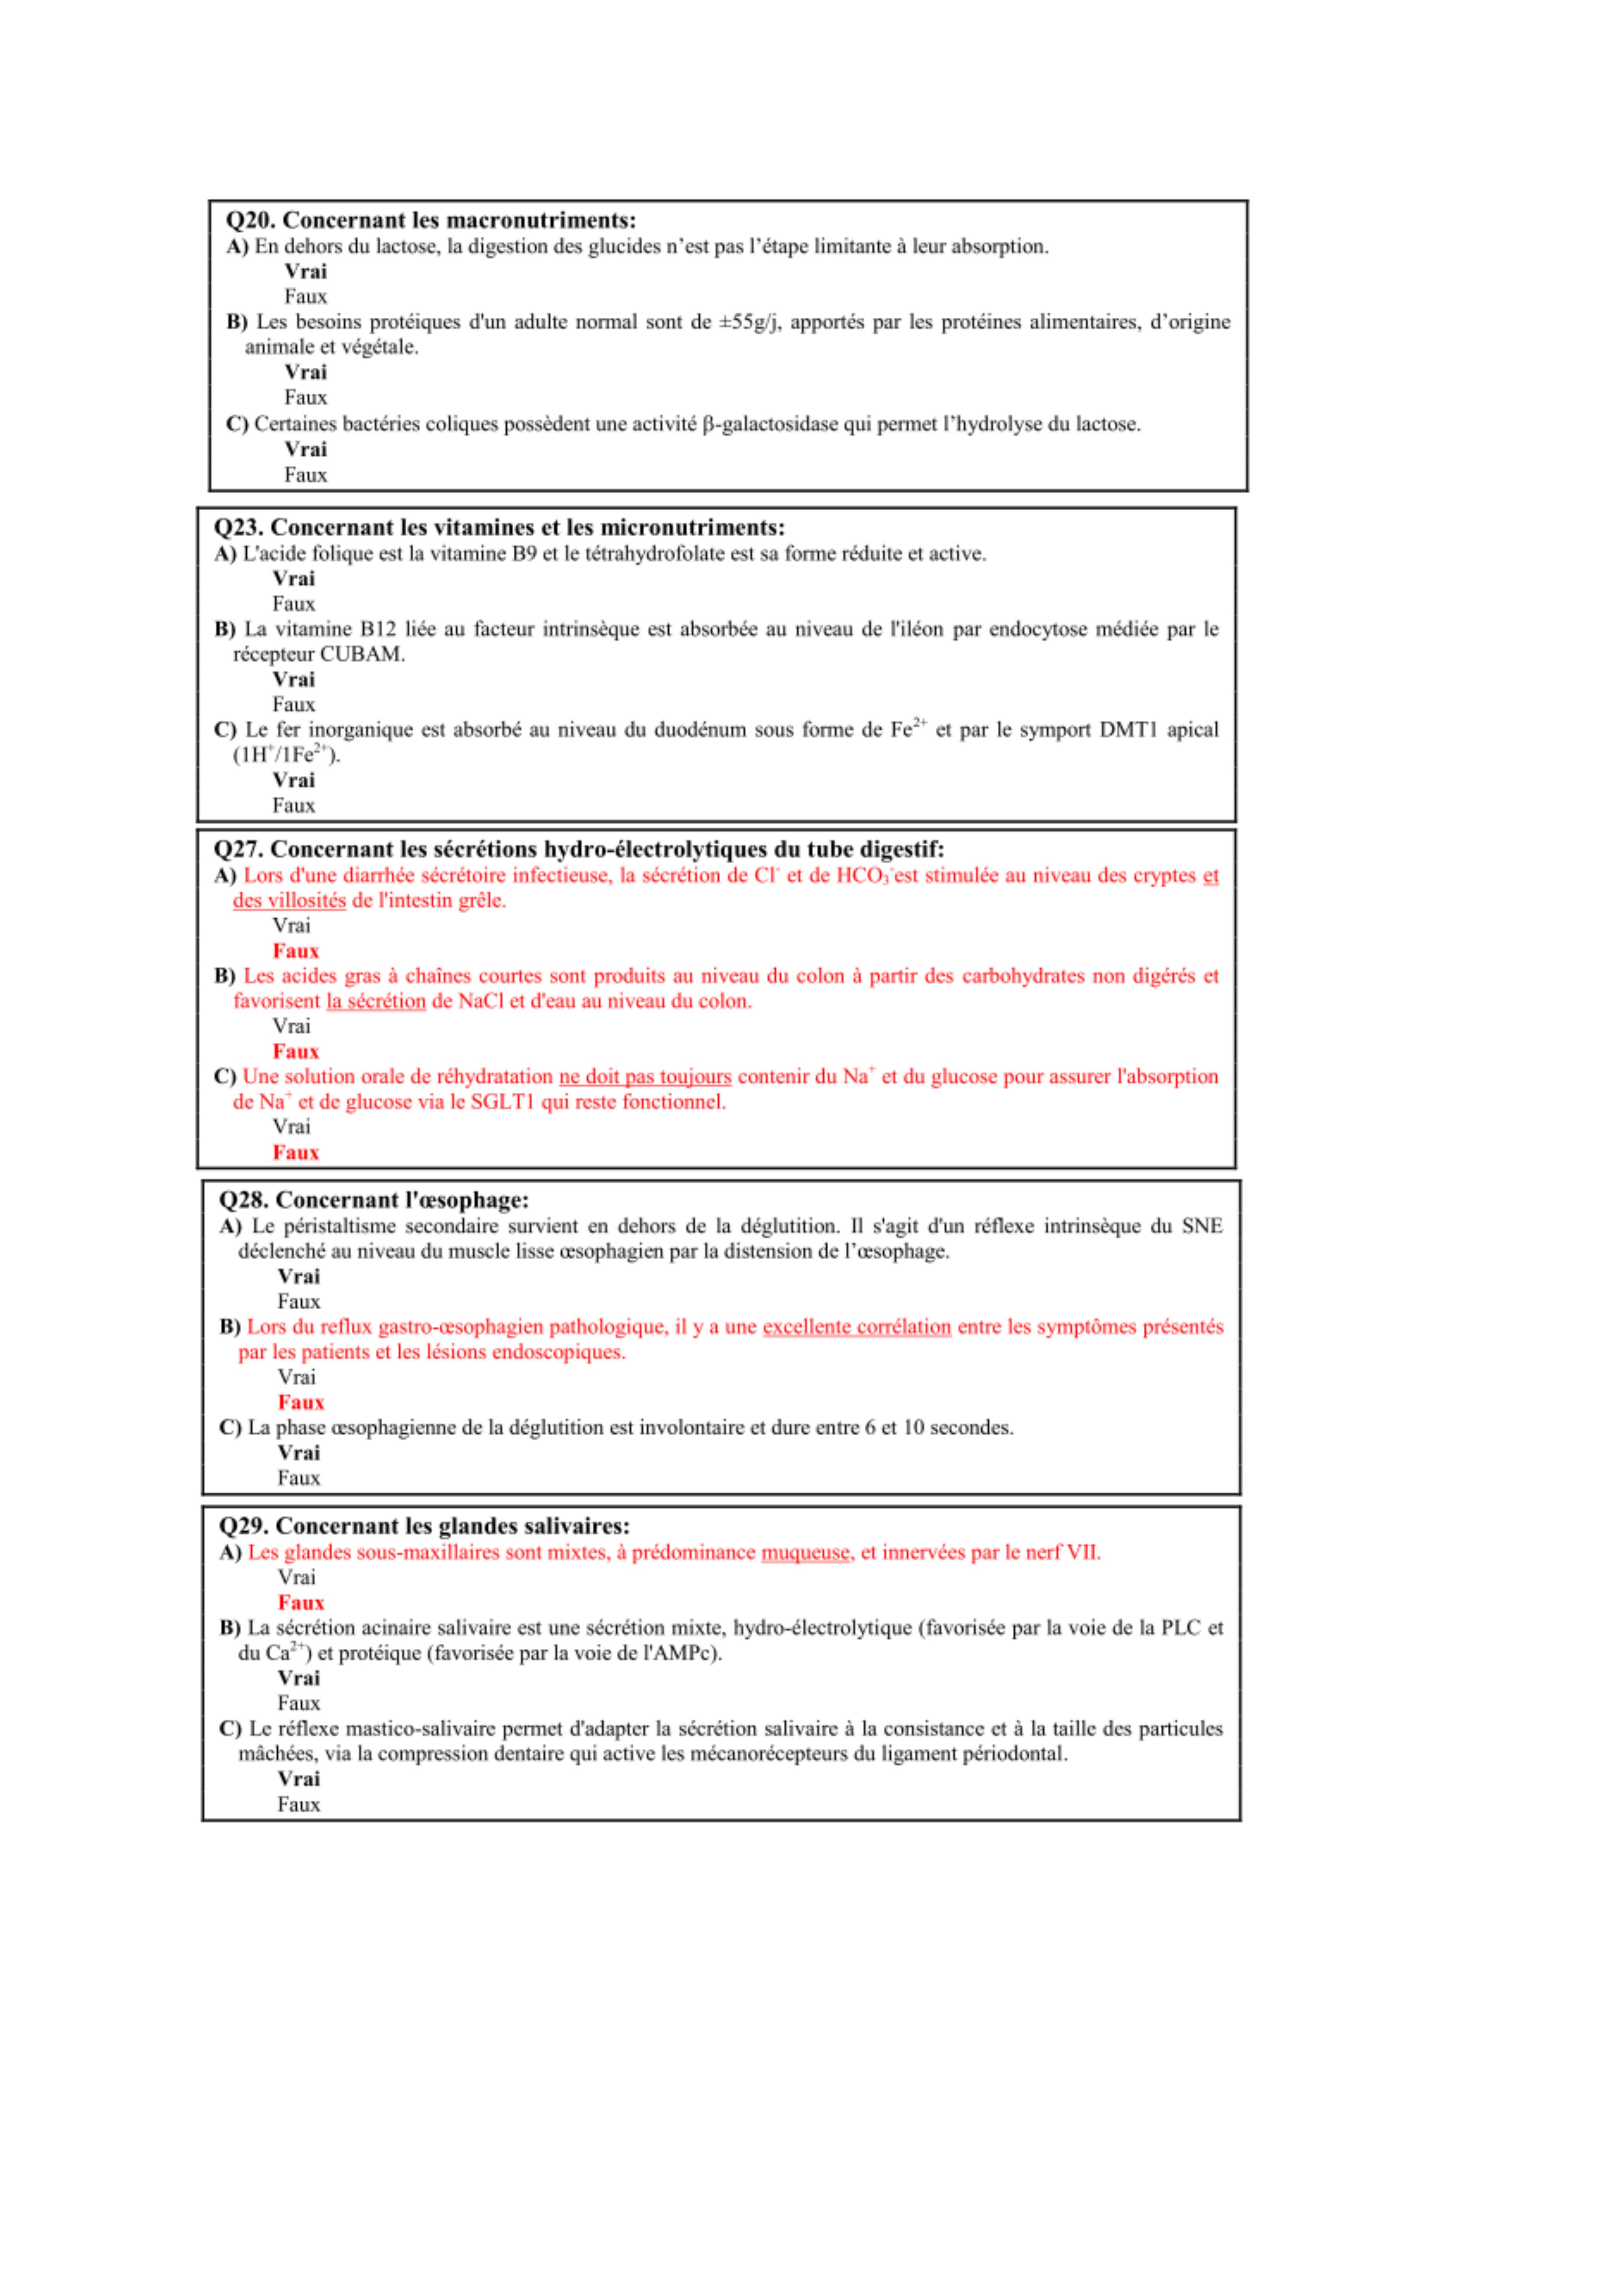 Q20. Concernant les macronutriments:
A) En dehors du lactose, la digestion des glucides n’est pas l’étape limitante à leur absorption.
Vrai
Faux
B) Les besoins protéiques d'un adulte normal sont de ±55g/j, apportés par les protéines alimentaires, d’origine
animale et végétale.
Vrai
Faux
C) Certaines bactéries coliques possèdent une activité β-galactosidase qui permet l’hydrolyse du lactose.
Vrai
Faux
Q23. Concernant les vitamines et les micronutriments:
A) L'acide folique est la vitamine B9 et le tétrahydrofolate est sa forme réduite et active.
Vrai
Faux
B) La vitamine B12 liée au facteur intrinsèque est absorbée au niveau de l'iléon par endocytose médiée par le
récepteur CUBAM.
Vrai
Faux
C) Le fer inorganique est absorbé au niveau du duodénum sous forme de Fe²⁺ et par le symport DMT1 apical
(1H⁺/1Fe²⁺).
Vrai
Faux
Q27. Concernant les sécrétions hydro-électrolytiques du tube digestif:
A) Lors d'une diarrhée sécrétoire infectieuse, la sécrétion de Cl⁻ et de HCO₃⁻est stimulée au niveau des cryptes et
des villosités de l'intestin grêle.
Vrai
Faux
B) Les acides gras à chaînes courtes sont produits au niveau du colon à partir des carbohydrates non digérés et
favorisent la sécrétion de NaCl et d'eau au niveau du colon.
Vrai
Faux
C) Une solution orale de réhydratation ne doit pas toujours contenir du Na⁺ et du glucose pour assurer l'absorption
de Na⁺ et de glucose via le SGLT1 qui reste fonctionnel.
Vrai
Faux
Q28. Concernant l'œsophage:
A) Le péristaltisme secondaire survient en dehors de la déglutition. Il s'agit d'un réflexe intrinsèque du SNE
déclenché au niveau du muscle lisse œsophagien par la distension de l’œsophage.
Vrai
Faux
B) Lors du reflux gastro-œsophagien pathologique, il y a une excellente corrélation entre les symptômes présentés
par les patients et les lésions endoscopiques.
Vrai
Faux
C) La phase œsophagienne de la déglutition est involontaire et dure entre 6 et 10 secondes.
Vrai
Faux
Q29. Concernant les glandes salivaires:
A) Les glandes sous-maxillaires sont mixtes, à prédominance muqueuse, et innervées par le nerf VII.
Vrai
Faux
B) La sécrétion acinaire salivaire est une sécrétion mixte, hydro-électrolytique (favorisée par la voie de la PLC et
du Ca²⁺) et protéique (favorisée par la voie de l'AMPc).
Vrai
Faux
C) Le réflexe mastico-salivaire permet d'adapter la sécrétion salivaire à la consistance et à la taille des particules
mâchées, via la compression dentaire qui active les mécanorécepteurs du ligament périodontal.
Vrai
Faux